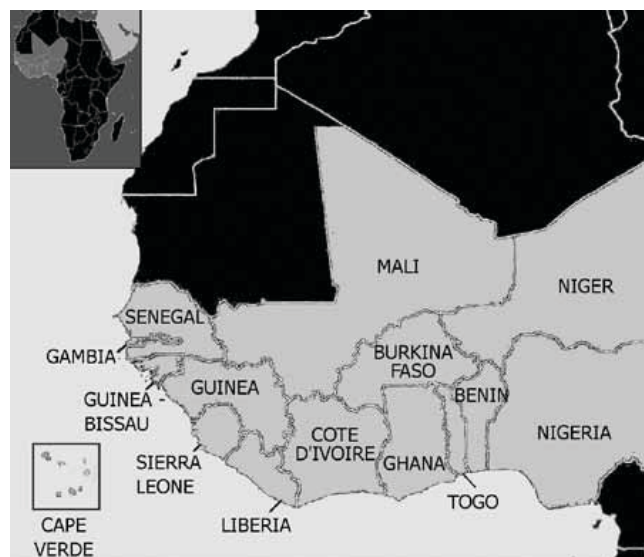 MALI
NIGER
SENEGAL
GAMBIA
BURKINA
FASO
GUINEA
BISSAU
GUINEA
BENIN
COTE
D'IVOIRE
NIGERIA
GHANA
SIERRA
LEONE
TOGO
LIBERIA
CAPE
VERDE